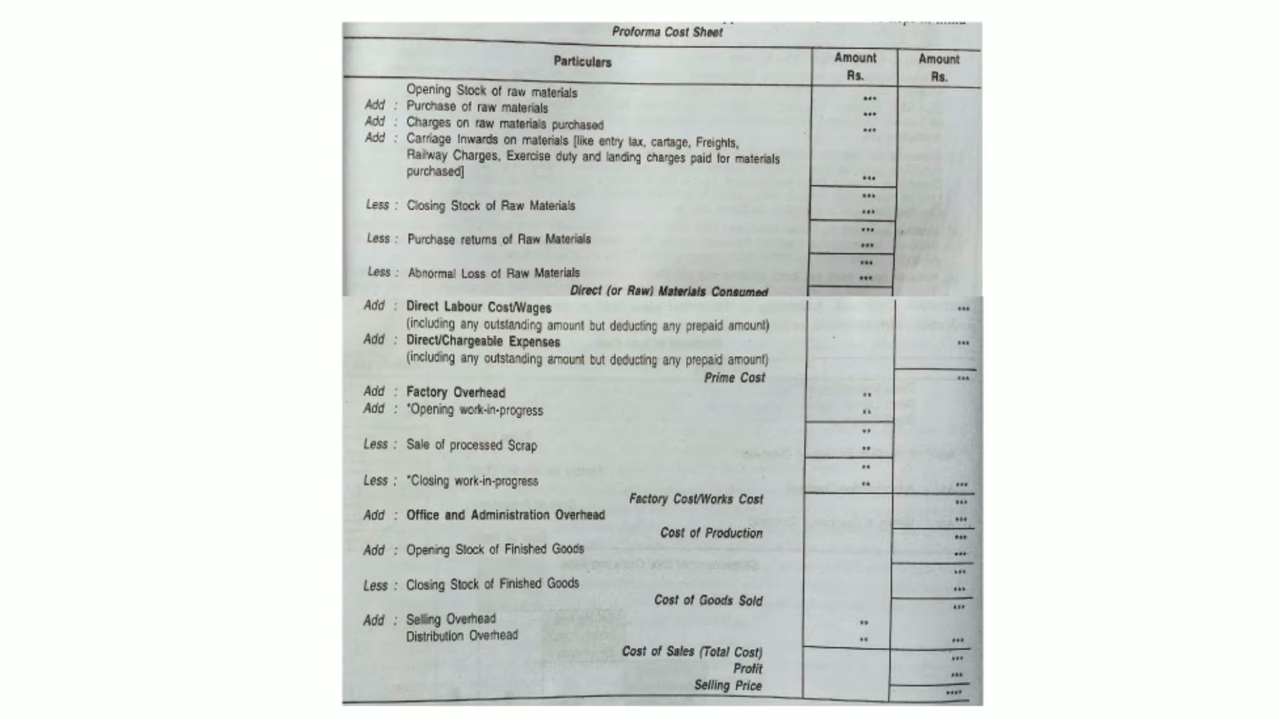 Proforma Cost Sheet
Particulars Amount Rs. Amount Rs.
Opening Stock of raw materials ***
Add : Purchase of raw materials ***
Add : Charges on raw materials purchased ***
Add : Carriage Inwards on materials [like entry tax, cartage, Freights,
Railway Charges, Exercise duty and landing charges paid for materials
purchased] ***
***
Less : Closing Stock of Raw Materials ***
***
Less : Purchase returns of Raw Materials ***
***
Less : Abnormal Loss of Raw Materials ***
Direct (or Raw) Materials Consumed
Add : Direct Labour Cost/Wages ***
(including any outstanding amount but deducting any prepaid amount)
Add : Direct/Chargeable Expenses ***
(including any outstanding amount but deducting any prepaid amount)
Prime Cost ***
Add : Factory Overhead **
Add : *Opening work-in-progress **
**
Less : Sale of processed Scrap **
**
Less : *Closing work-in-progress ** ***
Factory Cost/Works Cost ***
Add : Office and Administration Overhead ***
Cost of Production ***
Add : Opening Stock of Finished Goods ***
***
Less : Closing Stock of Finished Goods ***
Cost of Goods Sold ***
Add : Selling Overhead **
Distribution Overhead ** ***
Cost of Sales (Total Cost) ***
Profit ***
Selling Price ****